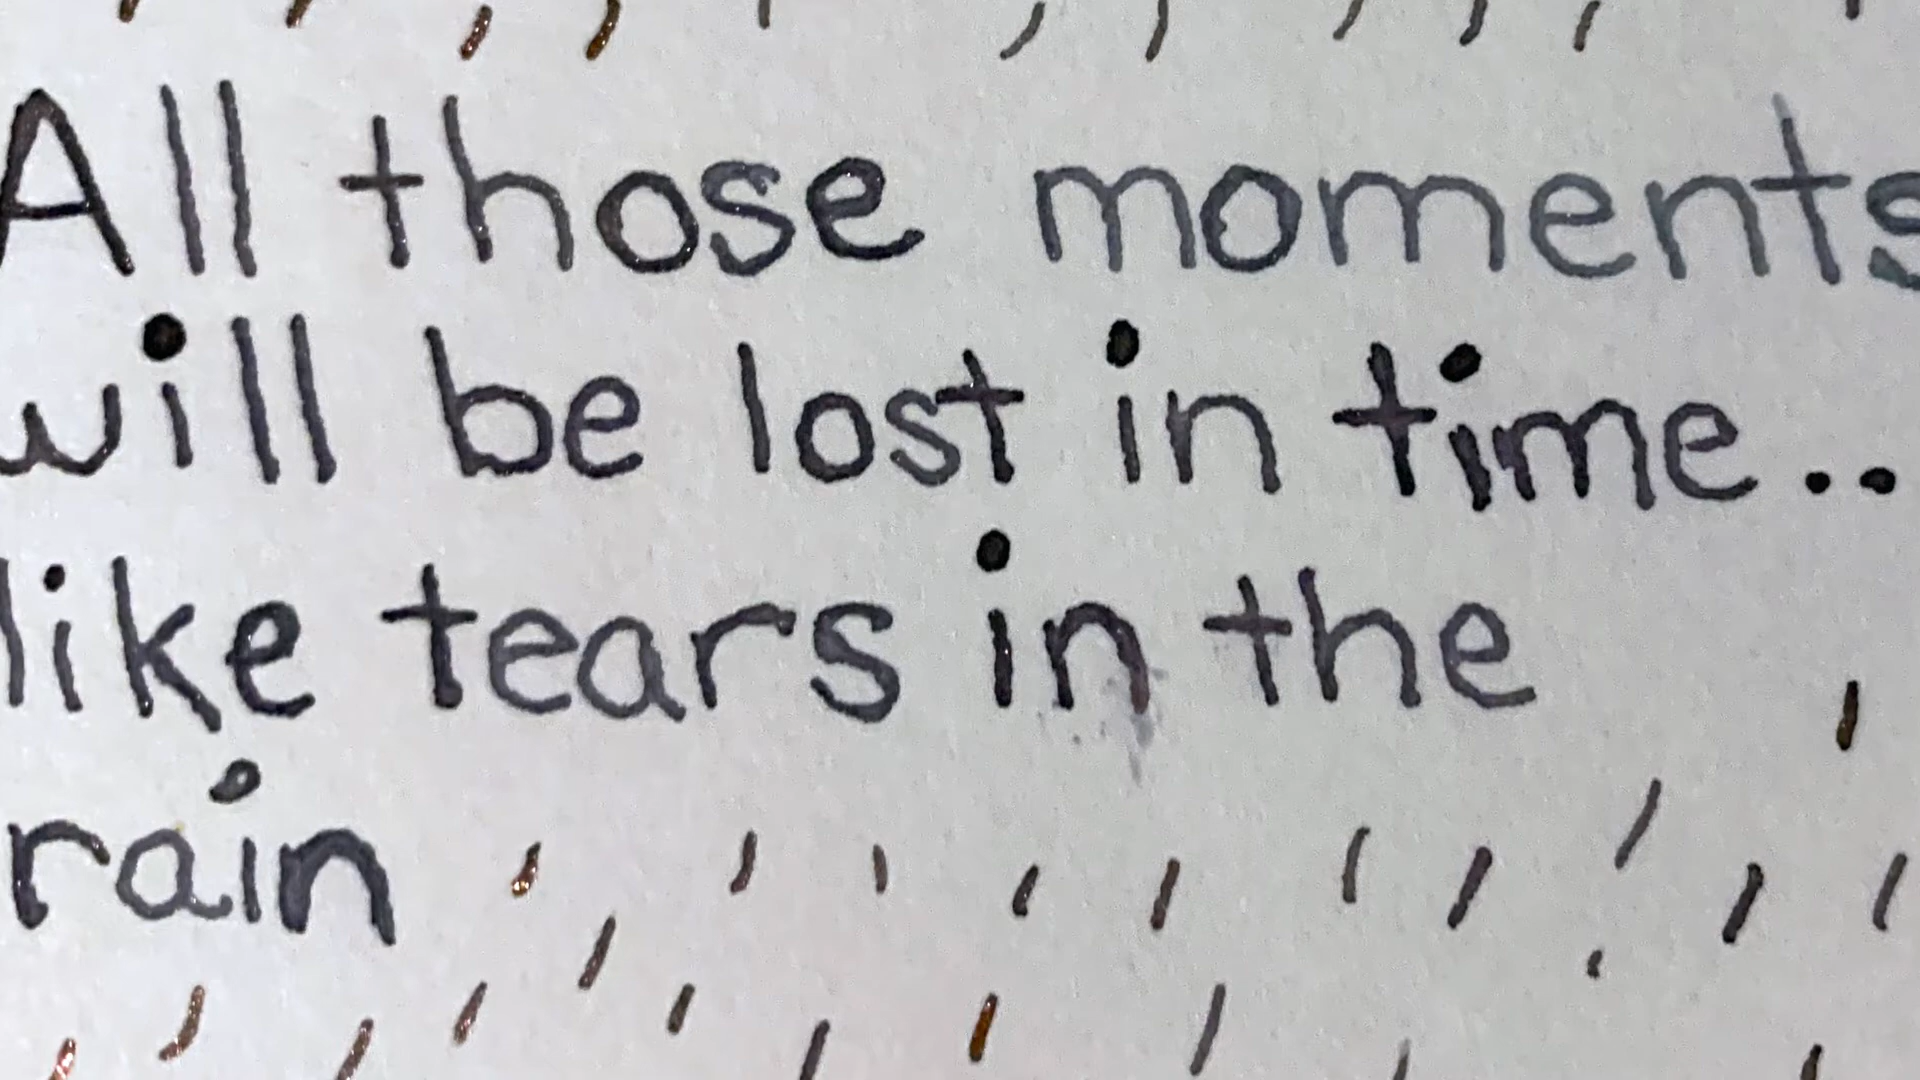 All those moments
will be lost in time..
like tears in the
rain